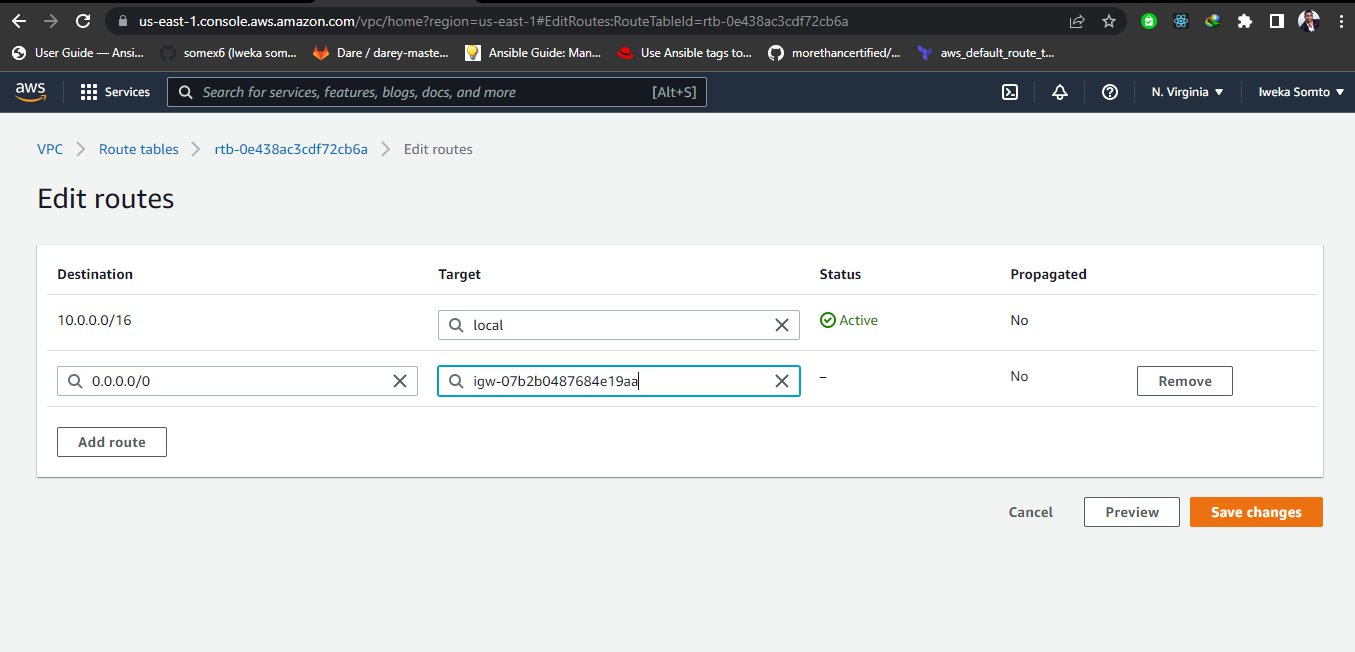 us-east-1.console.aws.amazon.com/vpc/home?region=us-east-1#EditRoutes:RouteTableId=rtb-0e438ac3cdf72cb6a
User Guide — Ansi... somex6 (Iweka som... Dare / darey-maste... Ansible Guide: Man... Use Ansible tags to... morethancertified/... aws_default_route_t...
aws Services Search for services, features, blogs, docs, and more [Alt+S] N. Virginia Iweka Somto
VPC Route tables rtb-0e438ac3cdf72cb6a Edit routes
Edit routes
Destination Target Status Propagated
10.0.0.0/16 local Active No
0.0.0.0/0 igw-07b2b0487684e19aa – No Remove
Add route
Cancel Preview Save changes